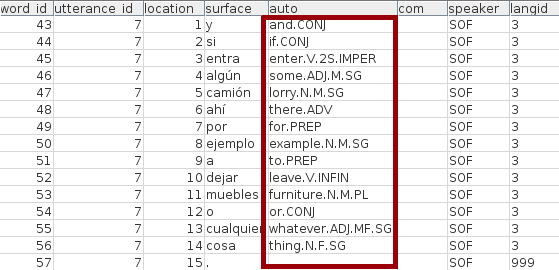 word_id utterance_id location surface auto com speaker langid
43 7 1 y and.CONJ SOF 3
44 7 2 si if.CONJ SOF 3
45 7 3 entra enter.V.2S.IMPER SOF 3
46 7 4 algún some.ADJ.M.SG SOF 3
47 7 5 camión lorry.N.M.SG SOF 3
48 7 6 ahí there.ADV SOF 3
49 7 7 por for.PREP SOF 3
50 7 8 ejemplo example.N.M.SG SOF 3
51 7 9 a to.PREP SOF 3
52 7 10 dejar leave.V.INFIN SOF 3
53 7 11 muebles furniture.N.M.PL SOF 3
54 7 12 o or.CONJ SOF 3
55 7 13 cualquier whatever.ADJ.MF.SG SOF 3
56 7 14 cosa thing.N.F.SG SOF 3
57 7 15 . SOF 999